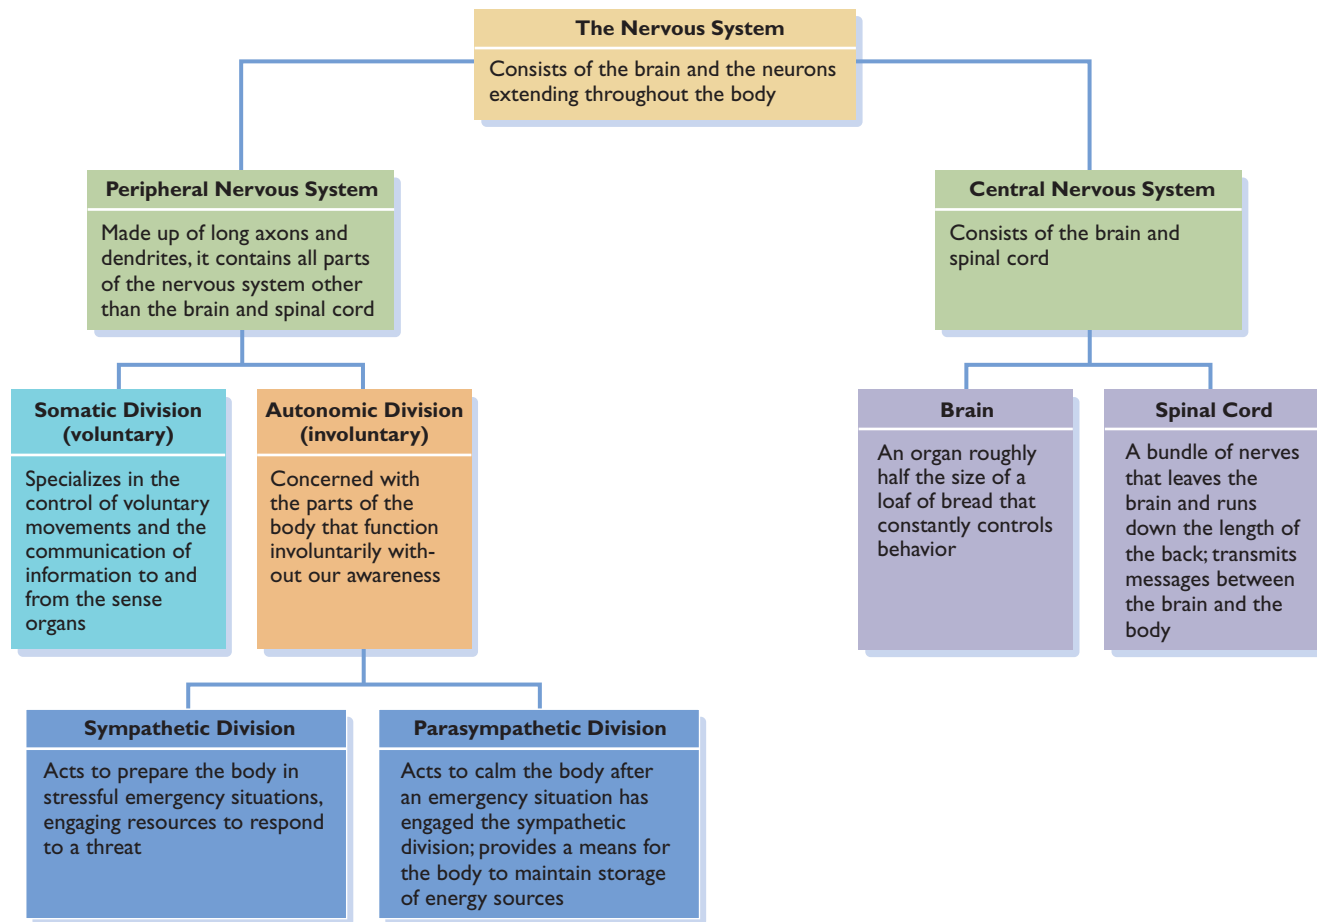 The Nervous System
Consists of the brain and the neurons
extending throughout the body
Peripheral Nervous System
Made up of long axons and
dendrites, it contains all parts
of the nervous system other
than the brain and spinal cord
Central Nervous System
Consists of the brain and
spinal cord
Somatic Division
(voluntary)
Specializes in the
control of voluntary
movements and the
communication of
information to and
from the sense
organs
Autonomic Division
(involuntary)
Concerned with
the parts of the
body that function
involuntarily with-
out our awareness
Brain
An organ roughly
half the size of a
loaf of bread that
constantly controls
behavior
Spinal Cord
A bundle of nerves
that leaves the
brain and runs
down the length of
the back; transmits
messages between
the brain and the
body
Sympathetic Division
Acts to prepare the body in
stressful emergency situations,
engaging resources to respond
to a threat
Parasympathetic Division
Acts to calm the body after
an emergency situation has
engaged the sympathetic
division; provides a means for
the body to maintain storage
of energy sources